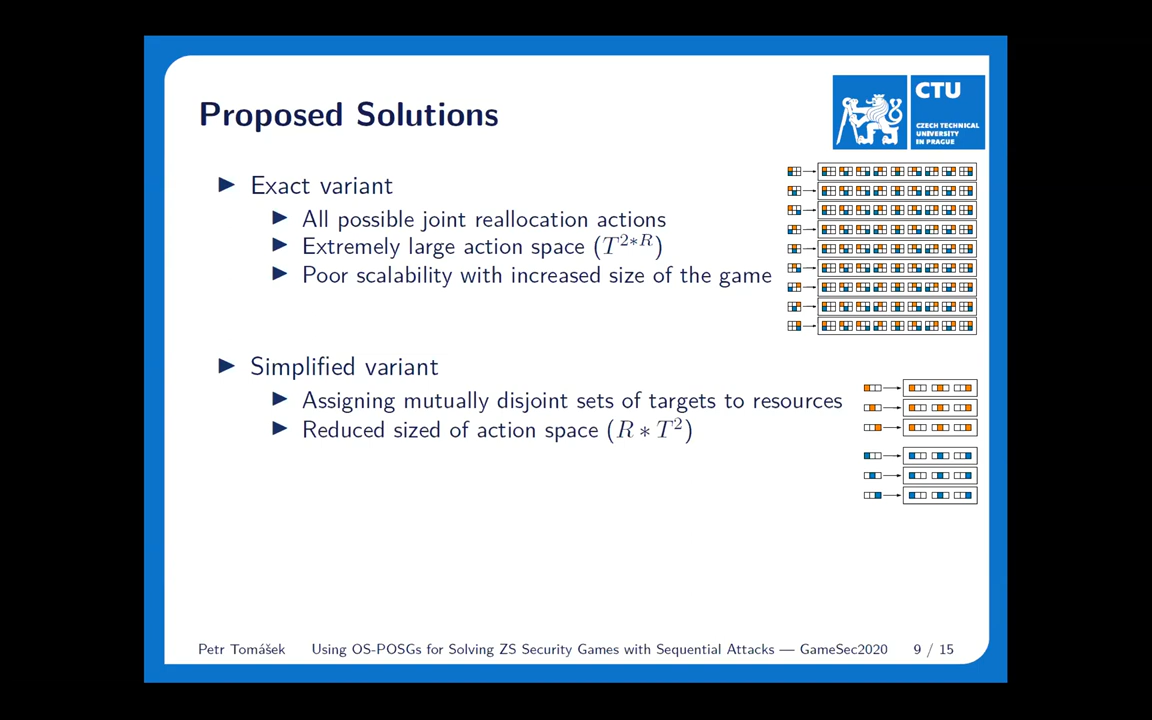 Proposed Solutions
CTU
CZECH TECHNICAL
UNIVERSITY
IN PRAGUE
▶ Exact variant
▶ All possible joint reallocation actions
▶ Extremely large action space (T^{2*R})
▶ Poor scalability with increased size of the game
▶ Simplified variant
▶ Assigning mutually disjoint sets of targets to resources
▶ Reduced sized of action space (R * T^2)
Petr Tomášek Using OS-POSGs for Solving ZS Security Games with Sequential Attacks — GameSec2020 9 / 15